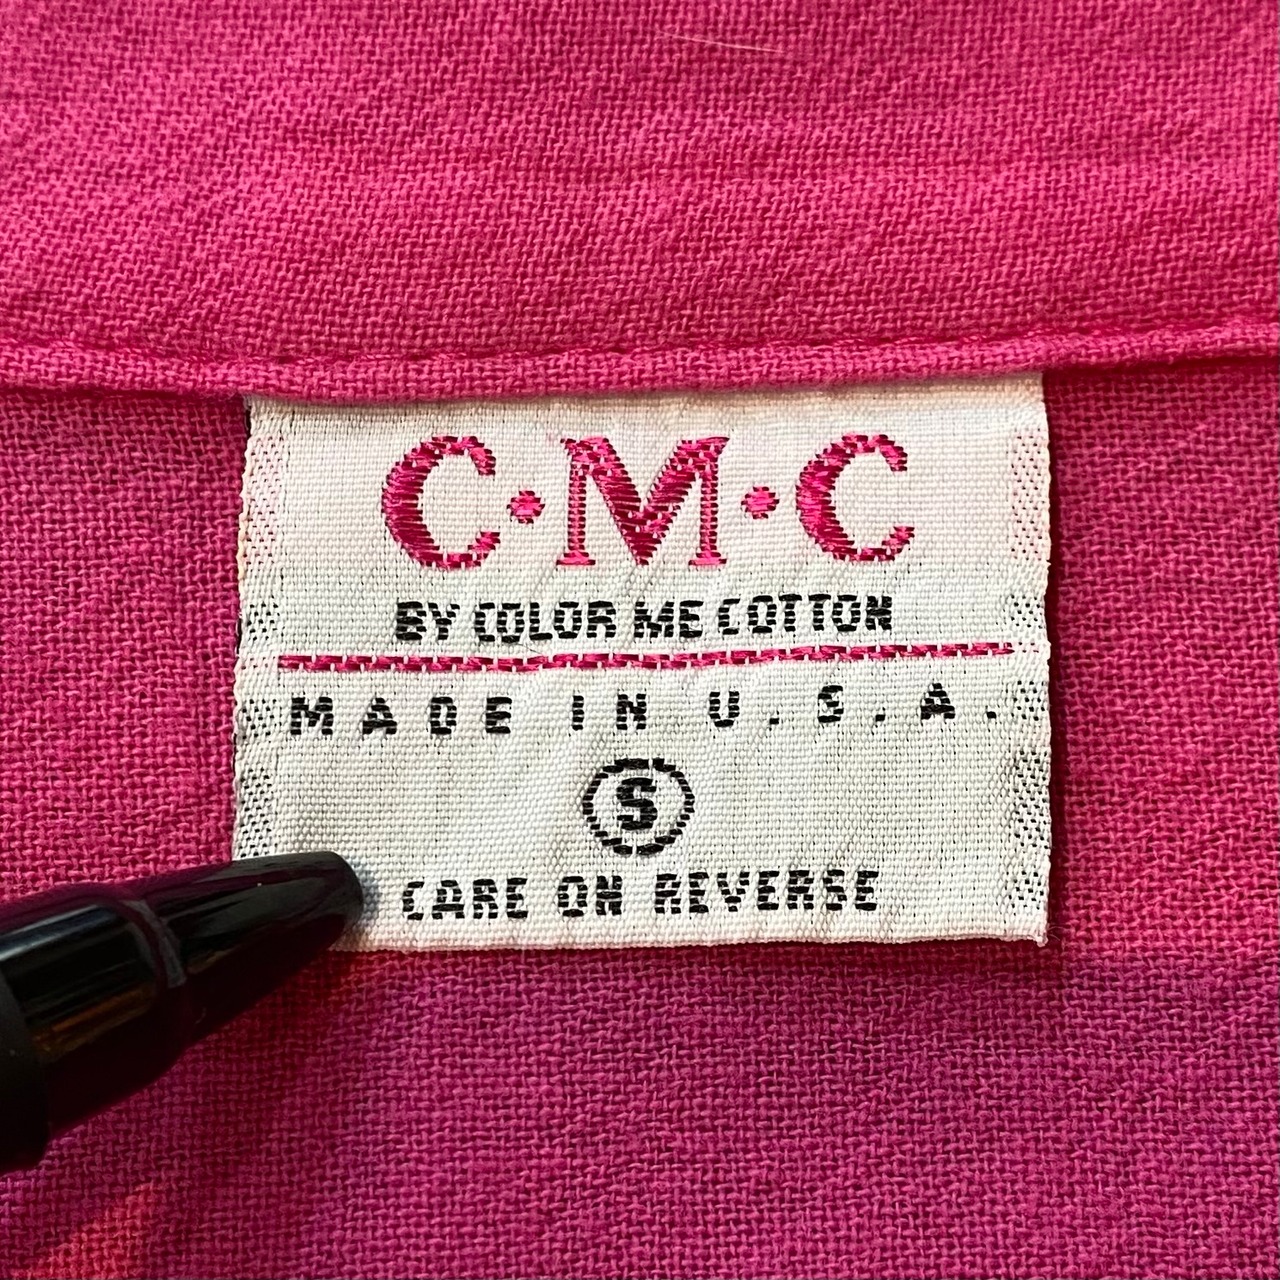 C·M·C
BY COLOR ME COTTON
MADE IN U.S.A.
S
CARE ON REVERSE